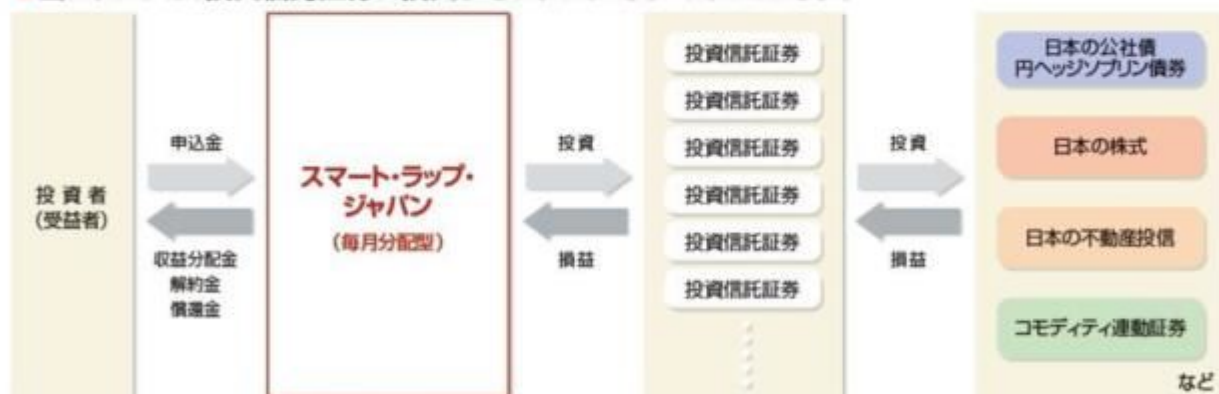 投資者
(受益者)
申込金
収益分配金
解約金
償還金
スマート・ラップ・
ジャパン
(毎月分配型)
投資
損益
投資信託証券
投資信託証券
投資信託証券
投資信託証券
投資信託証券
投資信託証券
投資
損益
日本の公社債
円ヘッジソブリン債券
日本の株式
日本の不動産投信
コモディティ連動証券
など